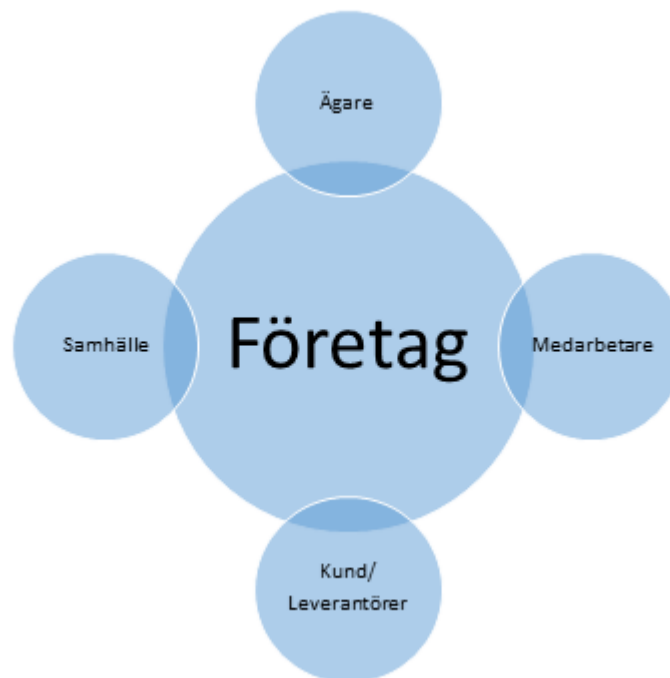 Ägare
Samhälle
Företag
Medarbetare
Kund/
Leverantörer